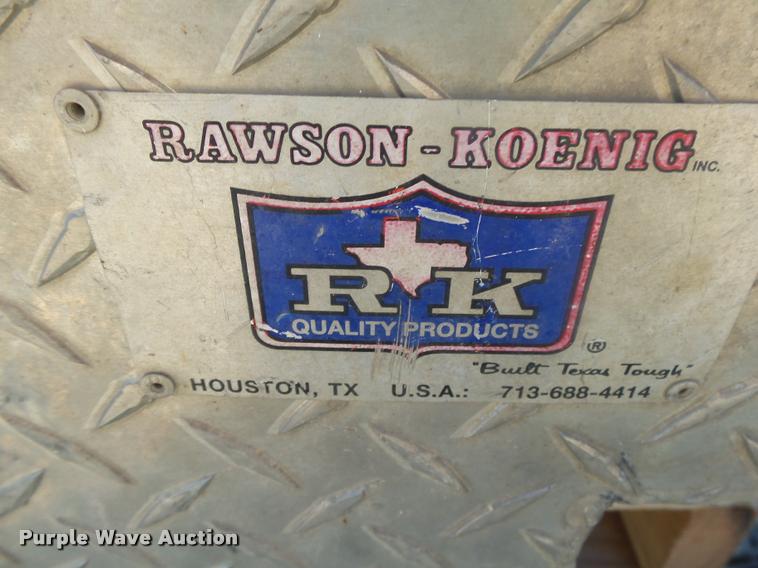 RAWSON-KOENIG INC.
R K
QUALITY PRODUCTS
®
"Built Texas Tough"
HOUSTON, TX U.S.A.: 713-688-4414
Purple Wave Auction